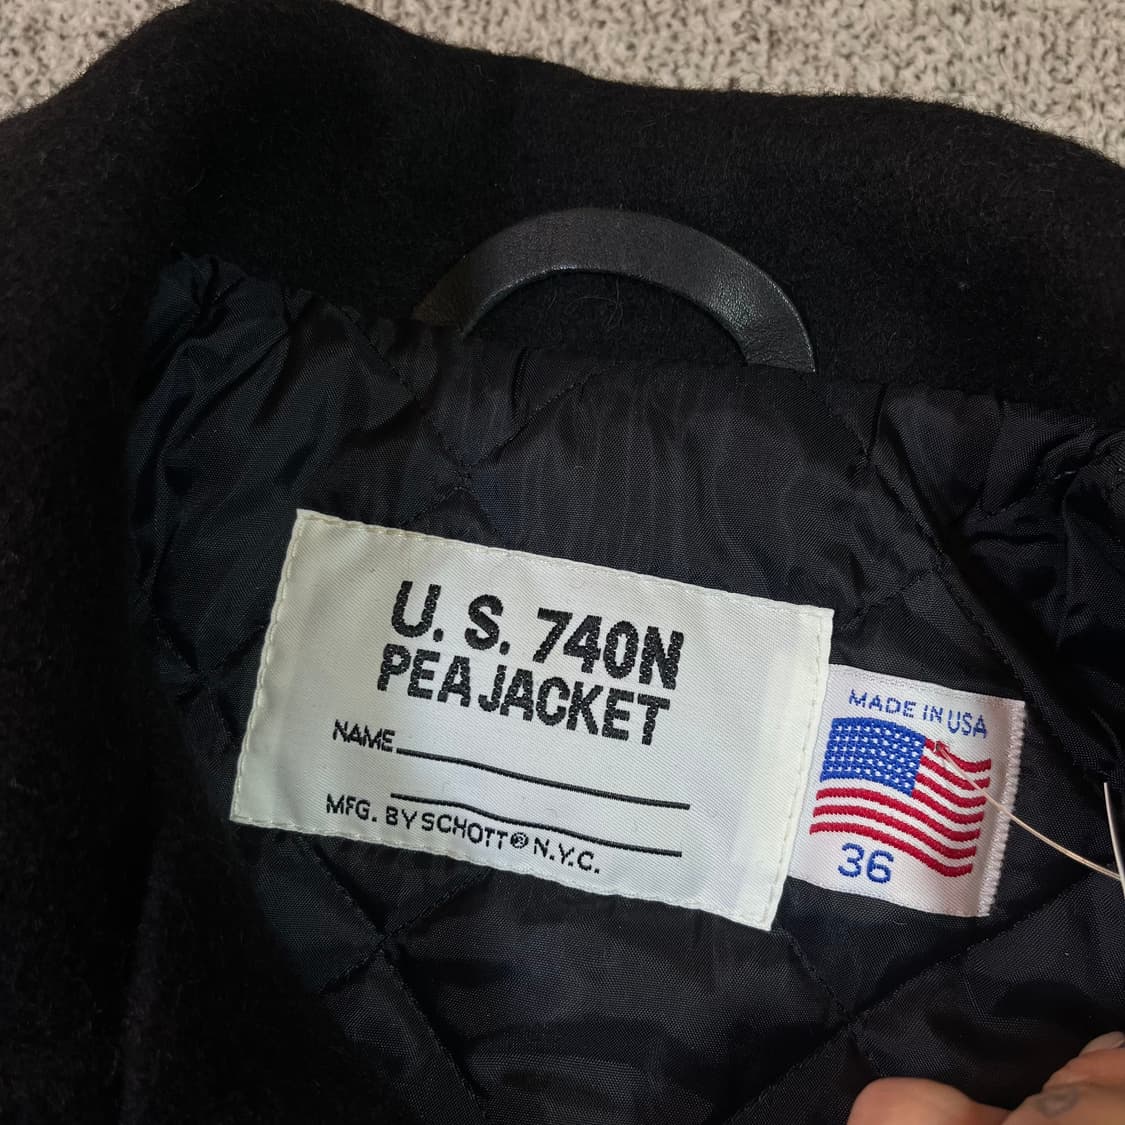 U. S. 740N
PEA JACKET
NAME
MFG. BY SCHOTT® N.Y.C.
MADE IN USA
36